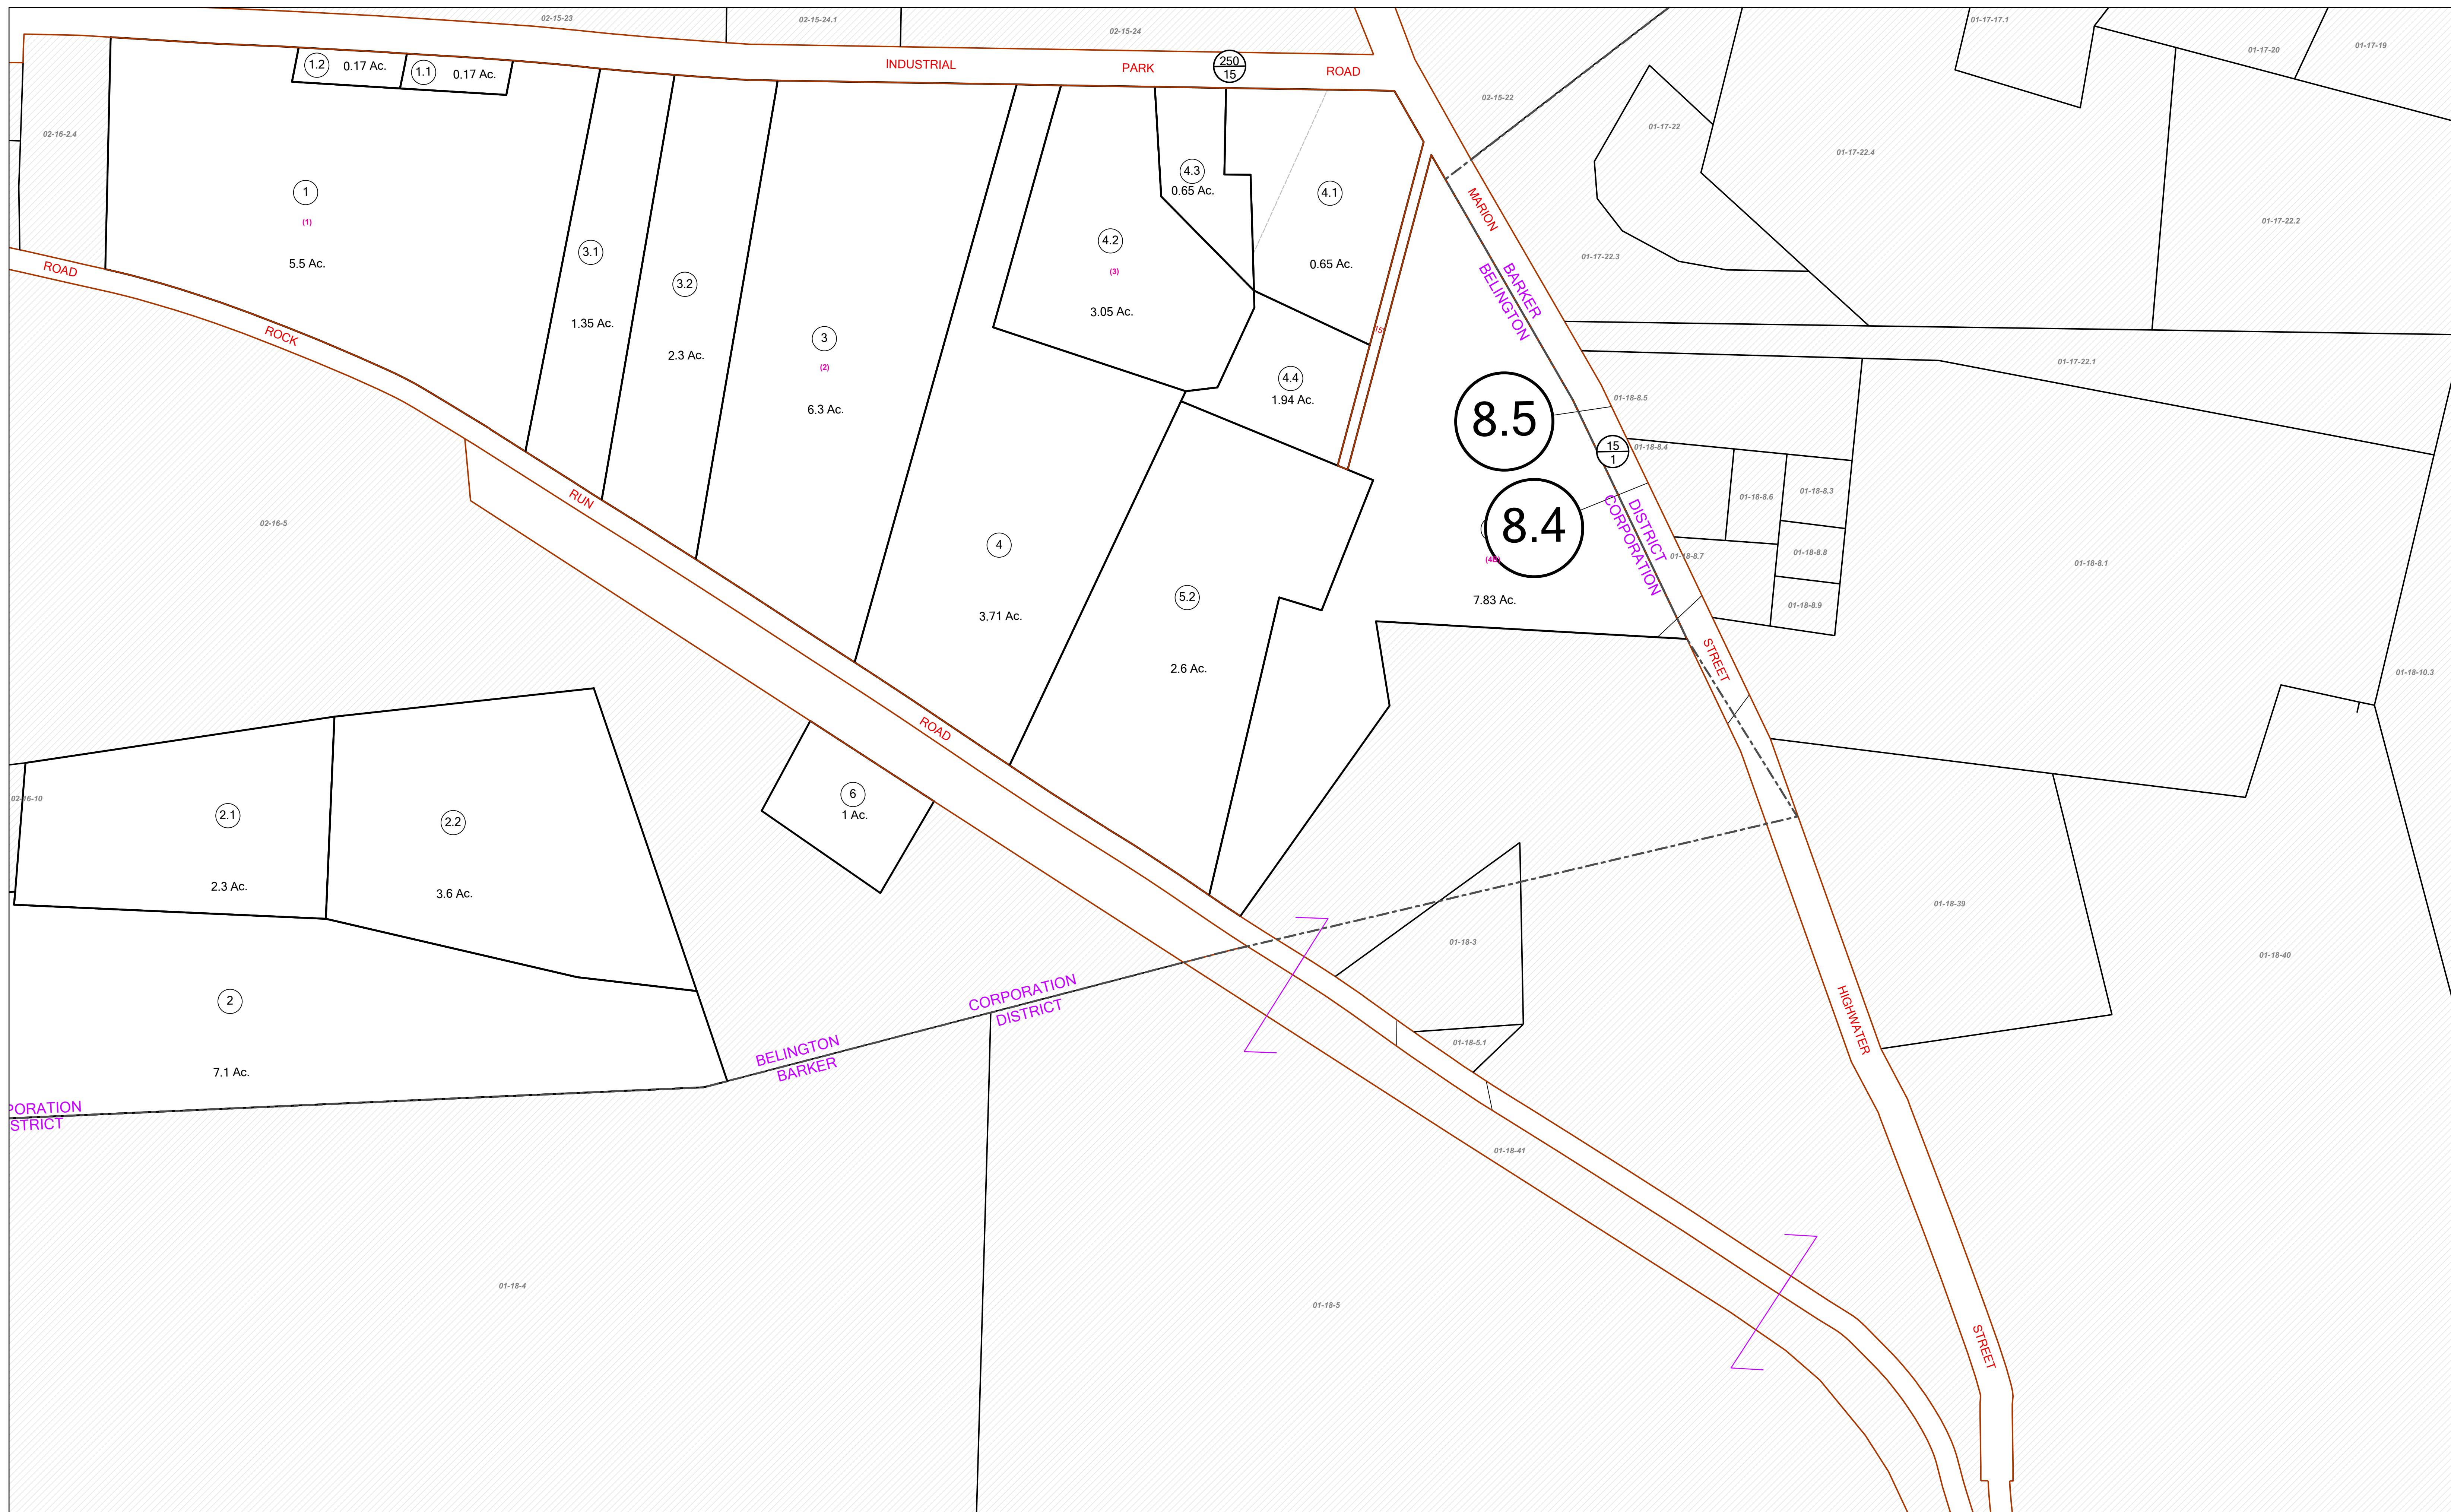 02-15-23
02-15-24.1
02-15-24
01-17-17.1
01-17-20
01-17-19
INDUSTRIAL
PARK
250
15
ROAD
1.2
0.17 Ac.
1.1
0.17 Ac.
02-15-22
01-17-22
01-17-22.4
02-16-2.4
1
(1)
5.5 Ac.
4.3
0.65 Ac.
4.1
0.65 Ac.
MARION
01-17-22.2
3.1
1.35 Ac.
4.2
(3)
3.05 Ac.
01-17-22.3
BARKER
BELINGTON
ROAD
ROCK
3.2
2.3 Ac.
3
(2)
6.3 Ac.
15'
4.4
1.94 Ac.
01-17-22.1
8.5
01-18-8.5
15
1
01-18-8.4
01-18-8.6
01-18-8.3
RUN
02-16-5
4
3.71 Ac.
8.4
7.83 Ac.
DISTRICT
CORPORATION
01-18-8.7
01-18-8.8
01-18-8.1
01-18-8.9
5.2
2.6 Ac.
STREET
01-18-10.3
ROAD
02-16-10
2.1
2.3 Ac.
2.2
3.6 Ac.
6
1 Ac.
01-18-3
01-18-39
01-18-40
2
7.1 Ac.
CORPORATION
DISTRICT
BELINGTON
BARKER
HIGHWATER
01-18-5.1
PORATION
STRICT
01-18-41
01-18-4
01-18-5
STREET